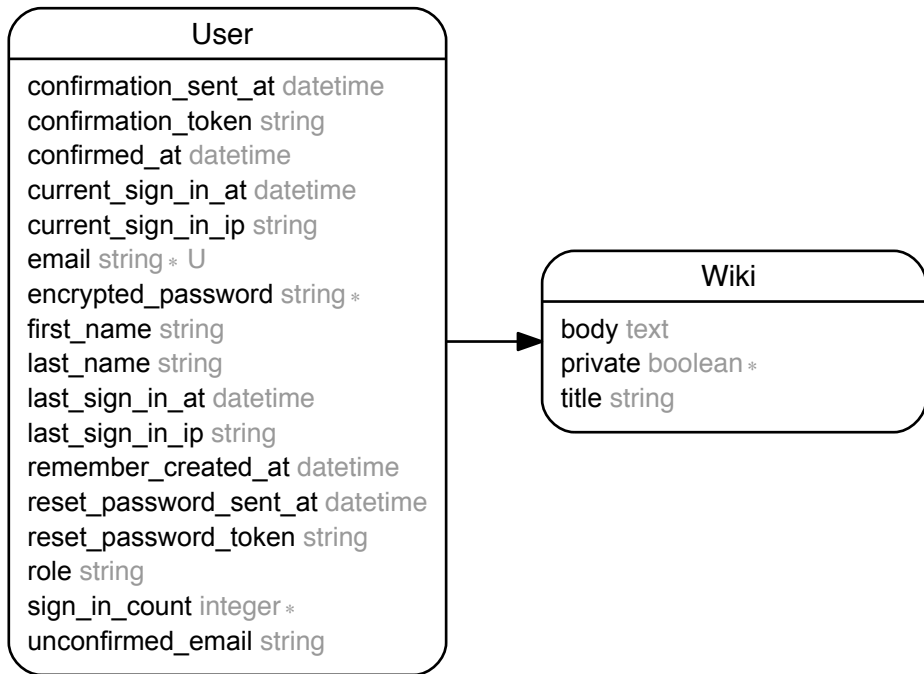 User
confirmation_sent_at datetime
confirmation_token string
confirmed_at datetime
current_sign_in_at datetime
current_sign_in_ip string
email string * U
encrypted_password string *
first_name string
last_name string
last_sign_in_at datetime
last_sign_in_ip string
remember_created_at datetime
reset_password_sent_at datetime
reset_password_token string
role string
sign_in_count integer *
unconfirmed_email string
Wiki
body text
private boolean *
title string